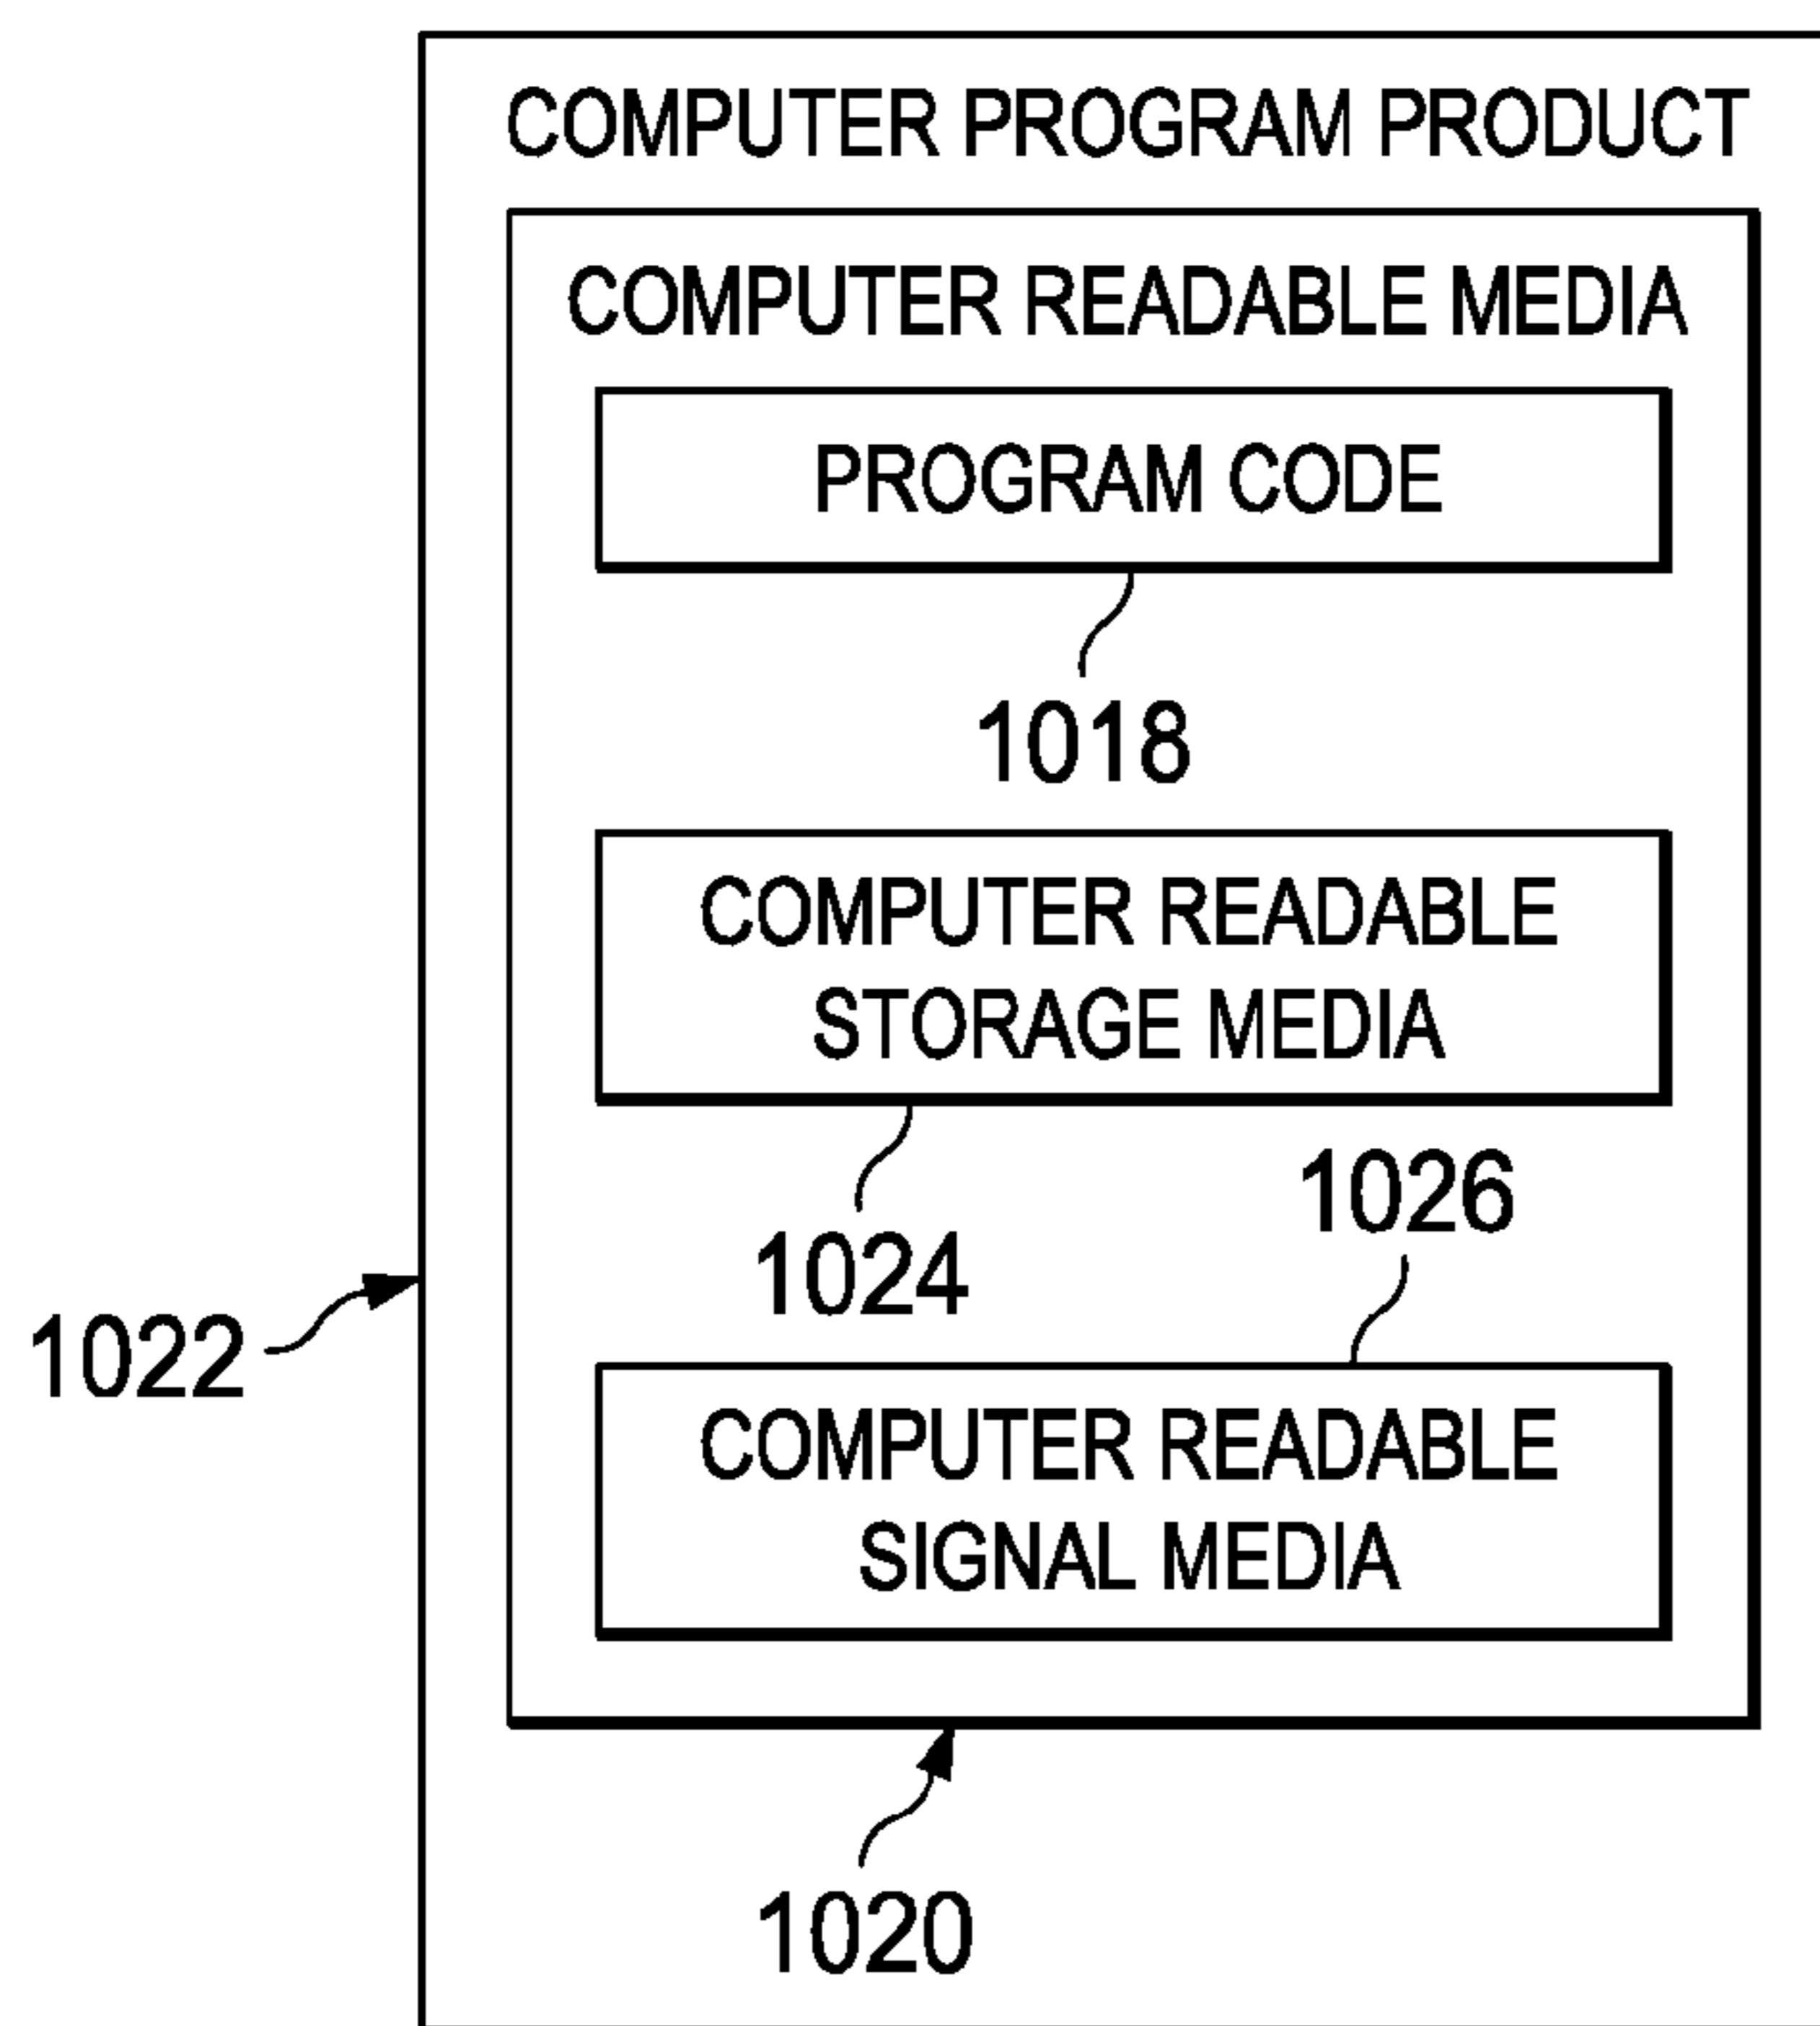 COMPUTER PROGRAM PRODUCT
COMPUTER READABLE MEDIA
PROGRAM CODE
1018
COMPUTER READABLE
STORAGE MEDIA
1024
1026
1022
COMPUTER READABLE
SIGNAL MEDIA
1020